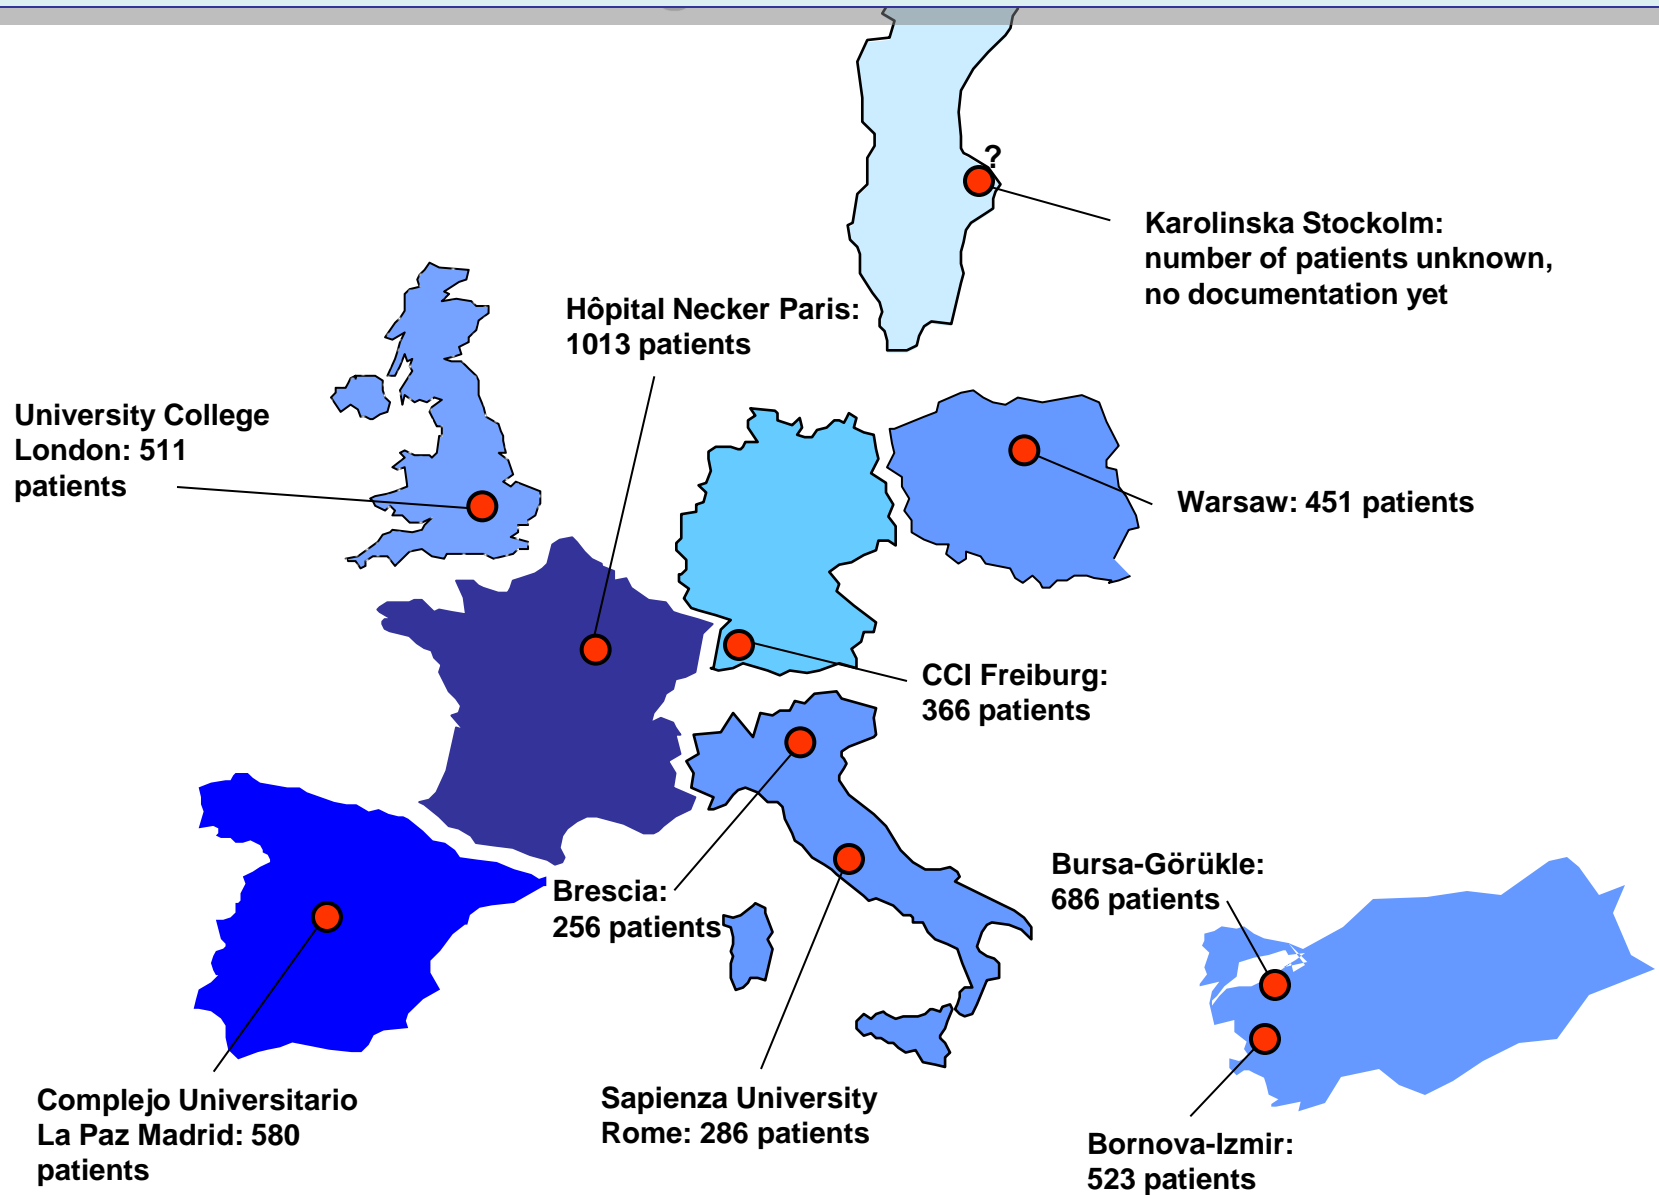 ?
Karolinska Stockolm:
number of patients unknown,
no documentation yet
Hôpital Necker Paris:
1013 patients
University College
London: 511
patients
Warsaw: 451 patients
CCI Freiburg:
366 patients
Brescia:
256 patients
Bursa-Görükle:
686 patients
Complejo Universitario
La Paz Madrid: 580
patients
Sapienza University
Rome: 286 patients
Bornova-Izmir:
523 patients